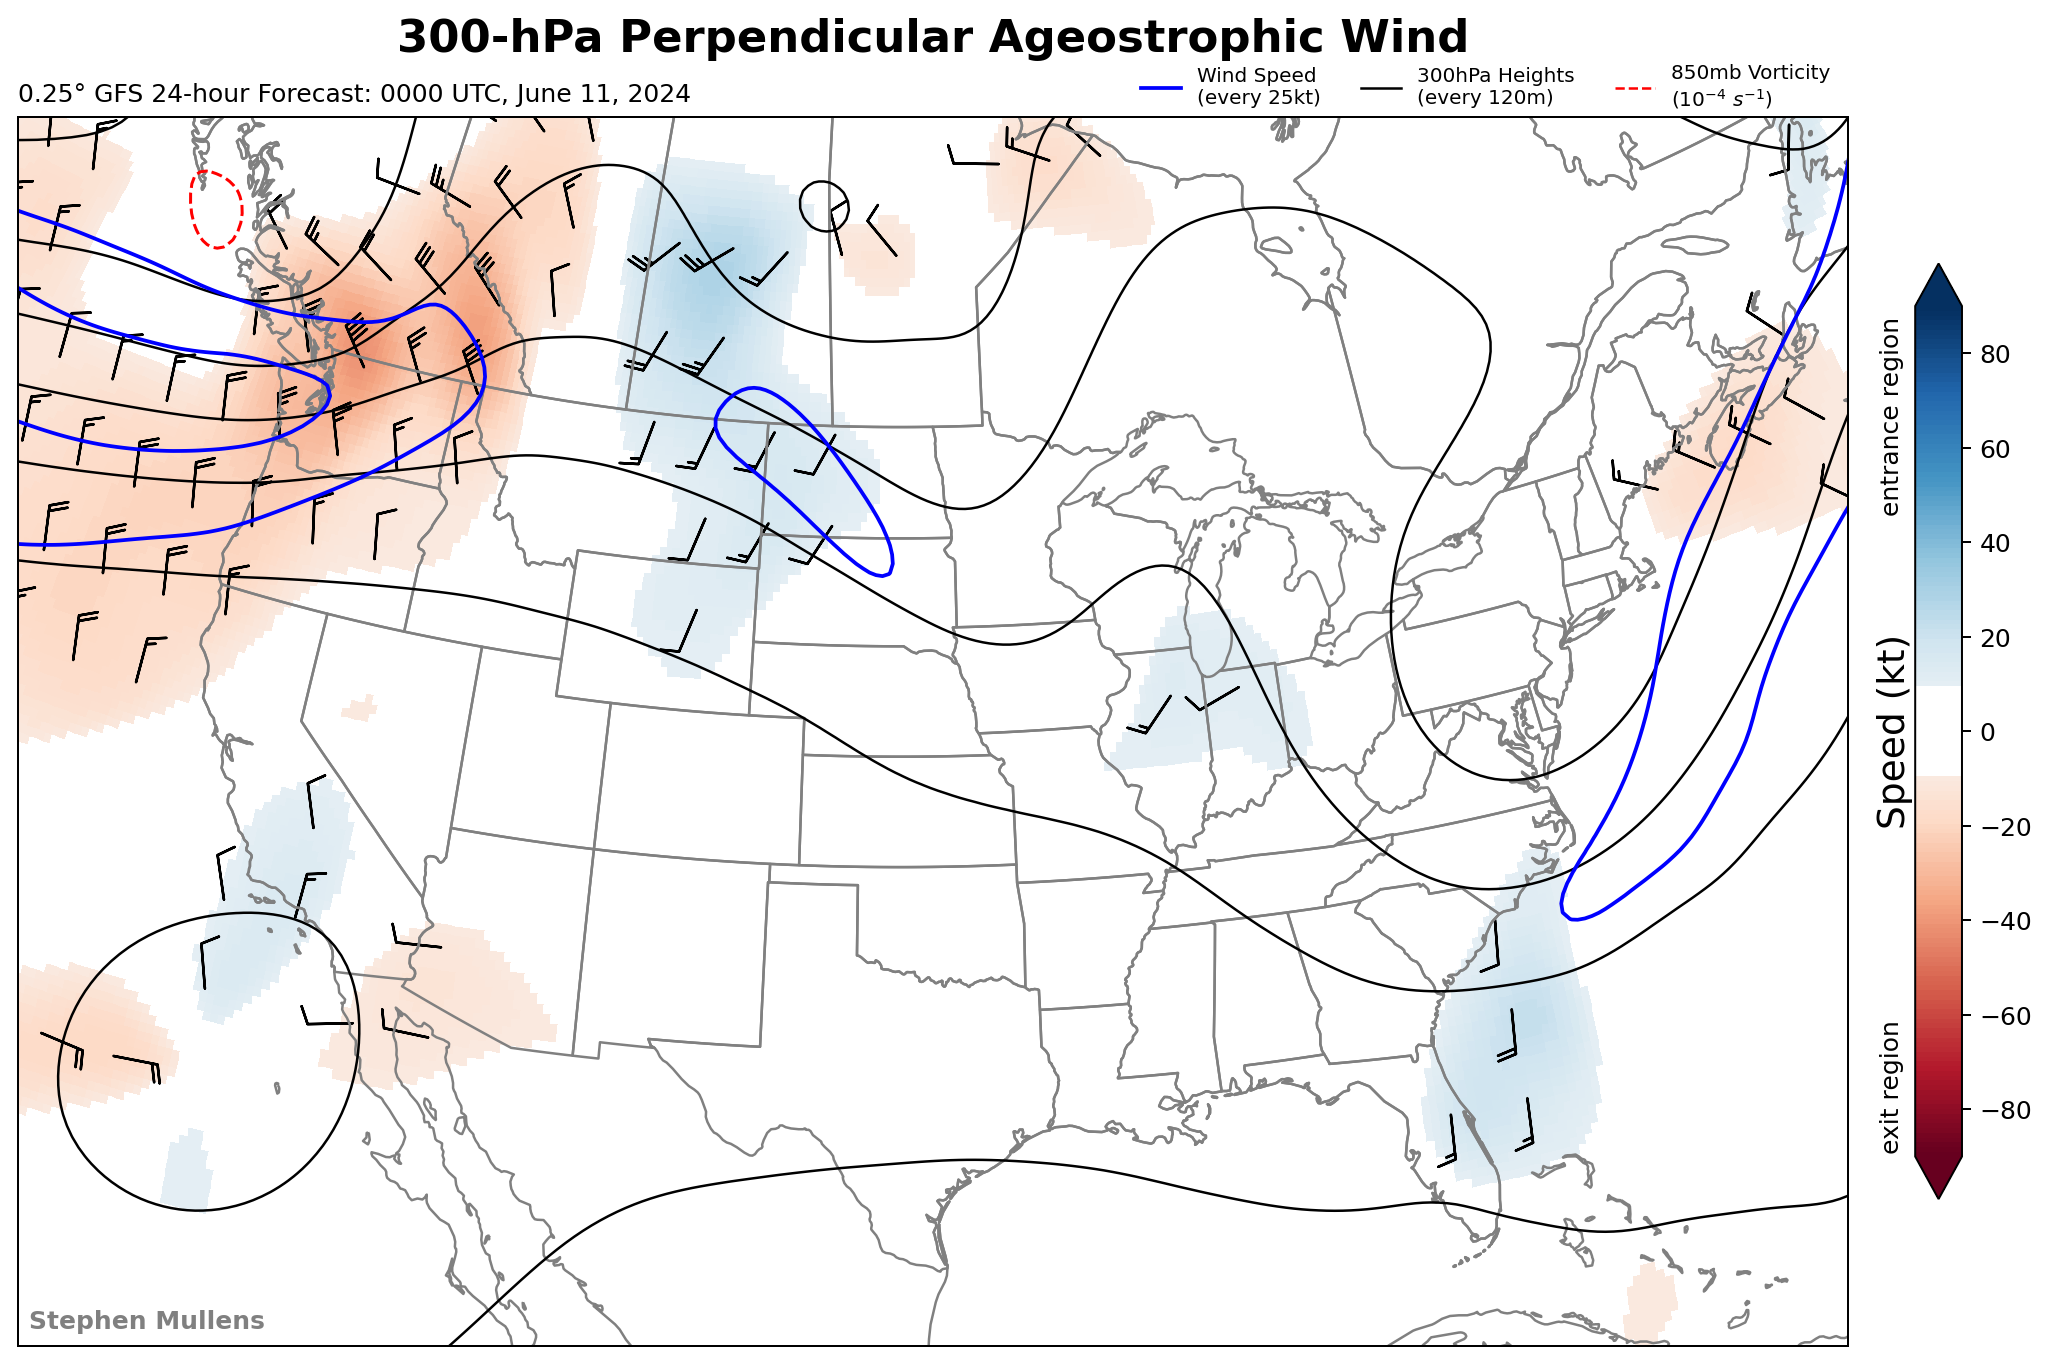 300-hPa Perpendicular Ageostrophic Wind
0.25° GFS 24-hour Forecast: 0000 UTC, June 11, 2024
Wind Speed
(every 25kt)
300hPa Heights
(every 120m)
850mb Vorticity
(10⁻⁴ s⁻¹)
entrance region
Speed (kt)
exit region
80
60
40
20
0
−20
−40
−60
−80
Stephen Mullens